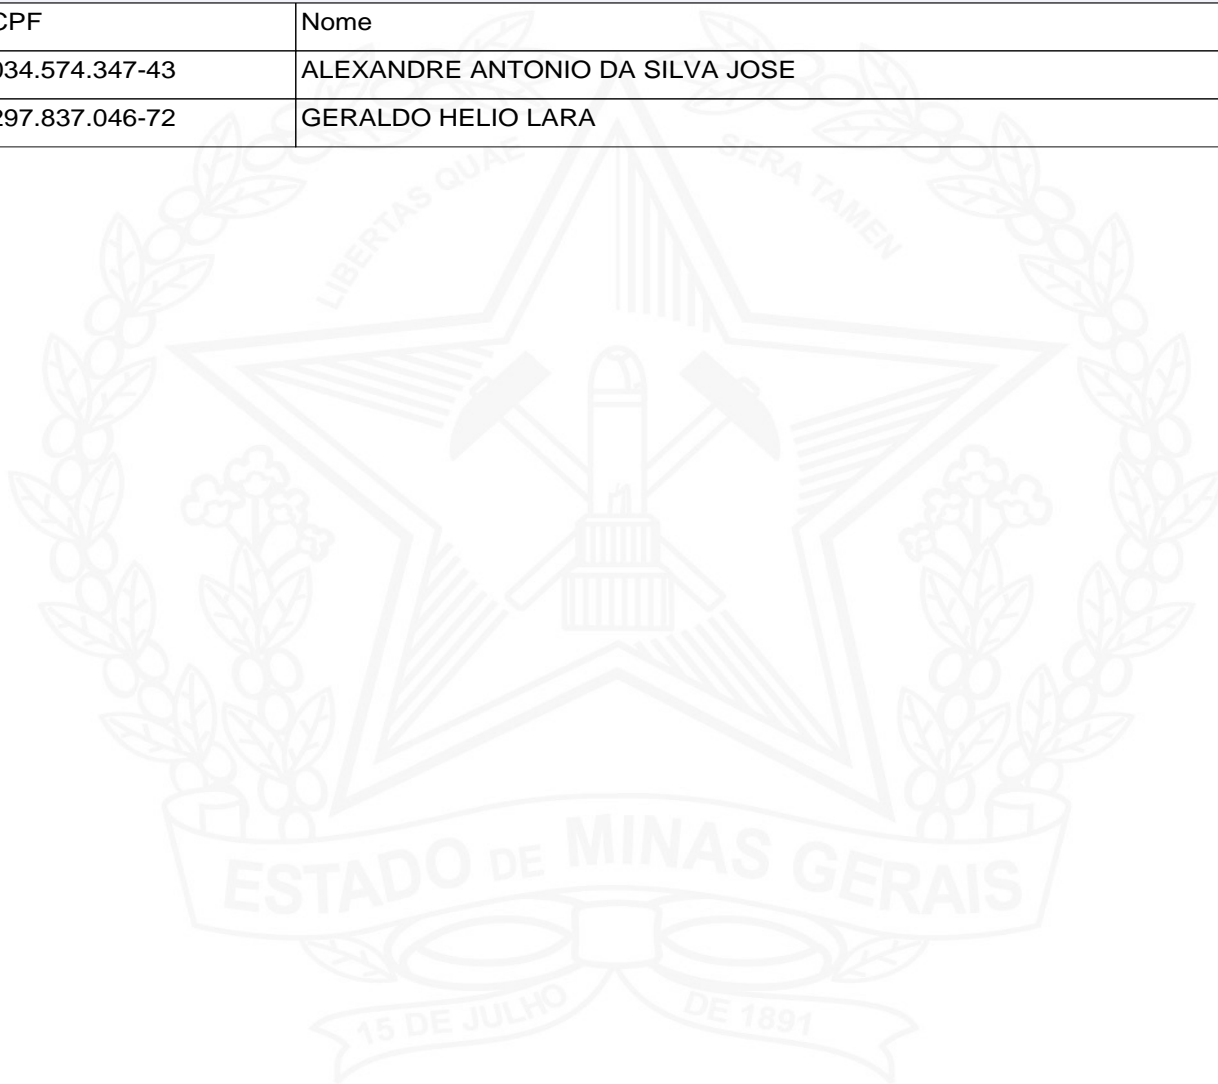 CPF Nome
034.574.347-43 ALEXANDRE ANTONIO DA SILVA JOSE
297.837.046-72 GERALDO HELIO LARA
LIBERTAS QUAE SERA TAMEN
ESTADO DE MINAS GERAIS
15 DE JULHO DE 1891